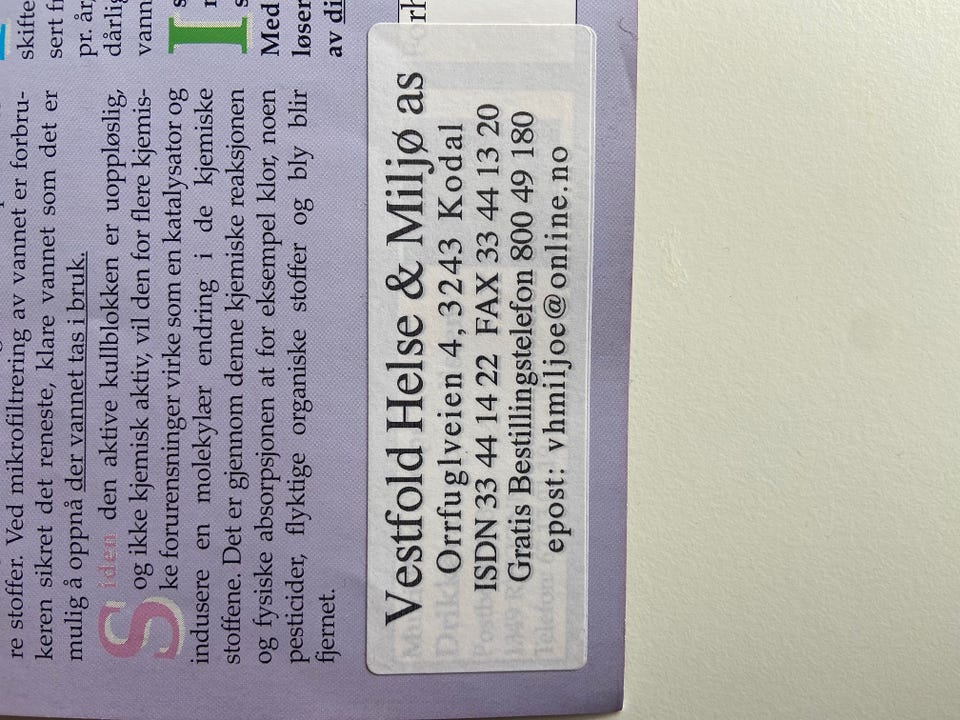 re stoffer. Ved mikrofiltrering av vannet er forbru-
keren sikret det reneste, klare vannet som det er
mulig å oppnå der vannet tas i bruk.
Siden den aktive kullblokken er uoppløslig,
og ikke kjemisk aktiv, vil den for flere kjemis-
ke forurensninger virke som en katalysator og
indusere en molekylær endring i de kjemiske
stoffene. Det er gjennom denne kjemiske reaksjonen
og fysiske absorpsjonen at for eksempel klor, noen
pesticider, flyktige organiske stoffer og bly blir
fjernet.
skifte
sert fr
pr. år,
dårlig
vann
I
Med
løser
av di
Vestfold Helse & Miljø as
Orrfuglveien 4, 3243 Kodal
ISDN 33 44 14 22 FAX 33 44 13 20
Gratis Bestillingstelefon 800 49 180
epost: vhmiljoe@online.no